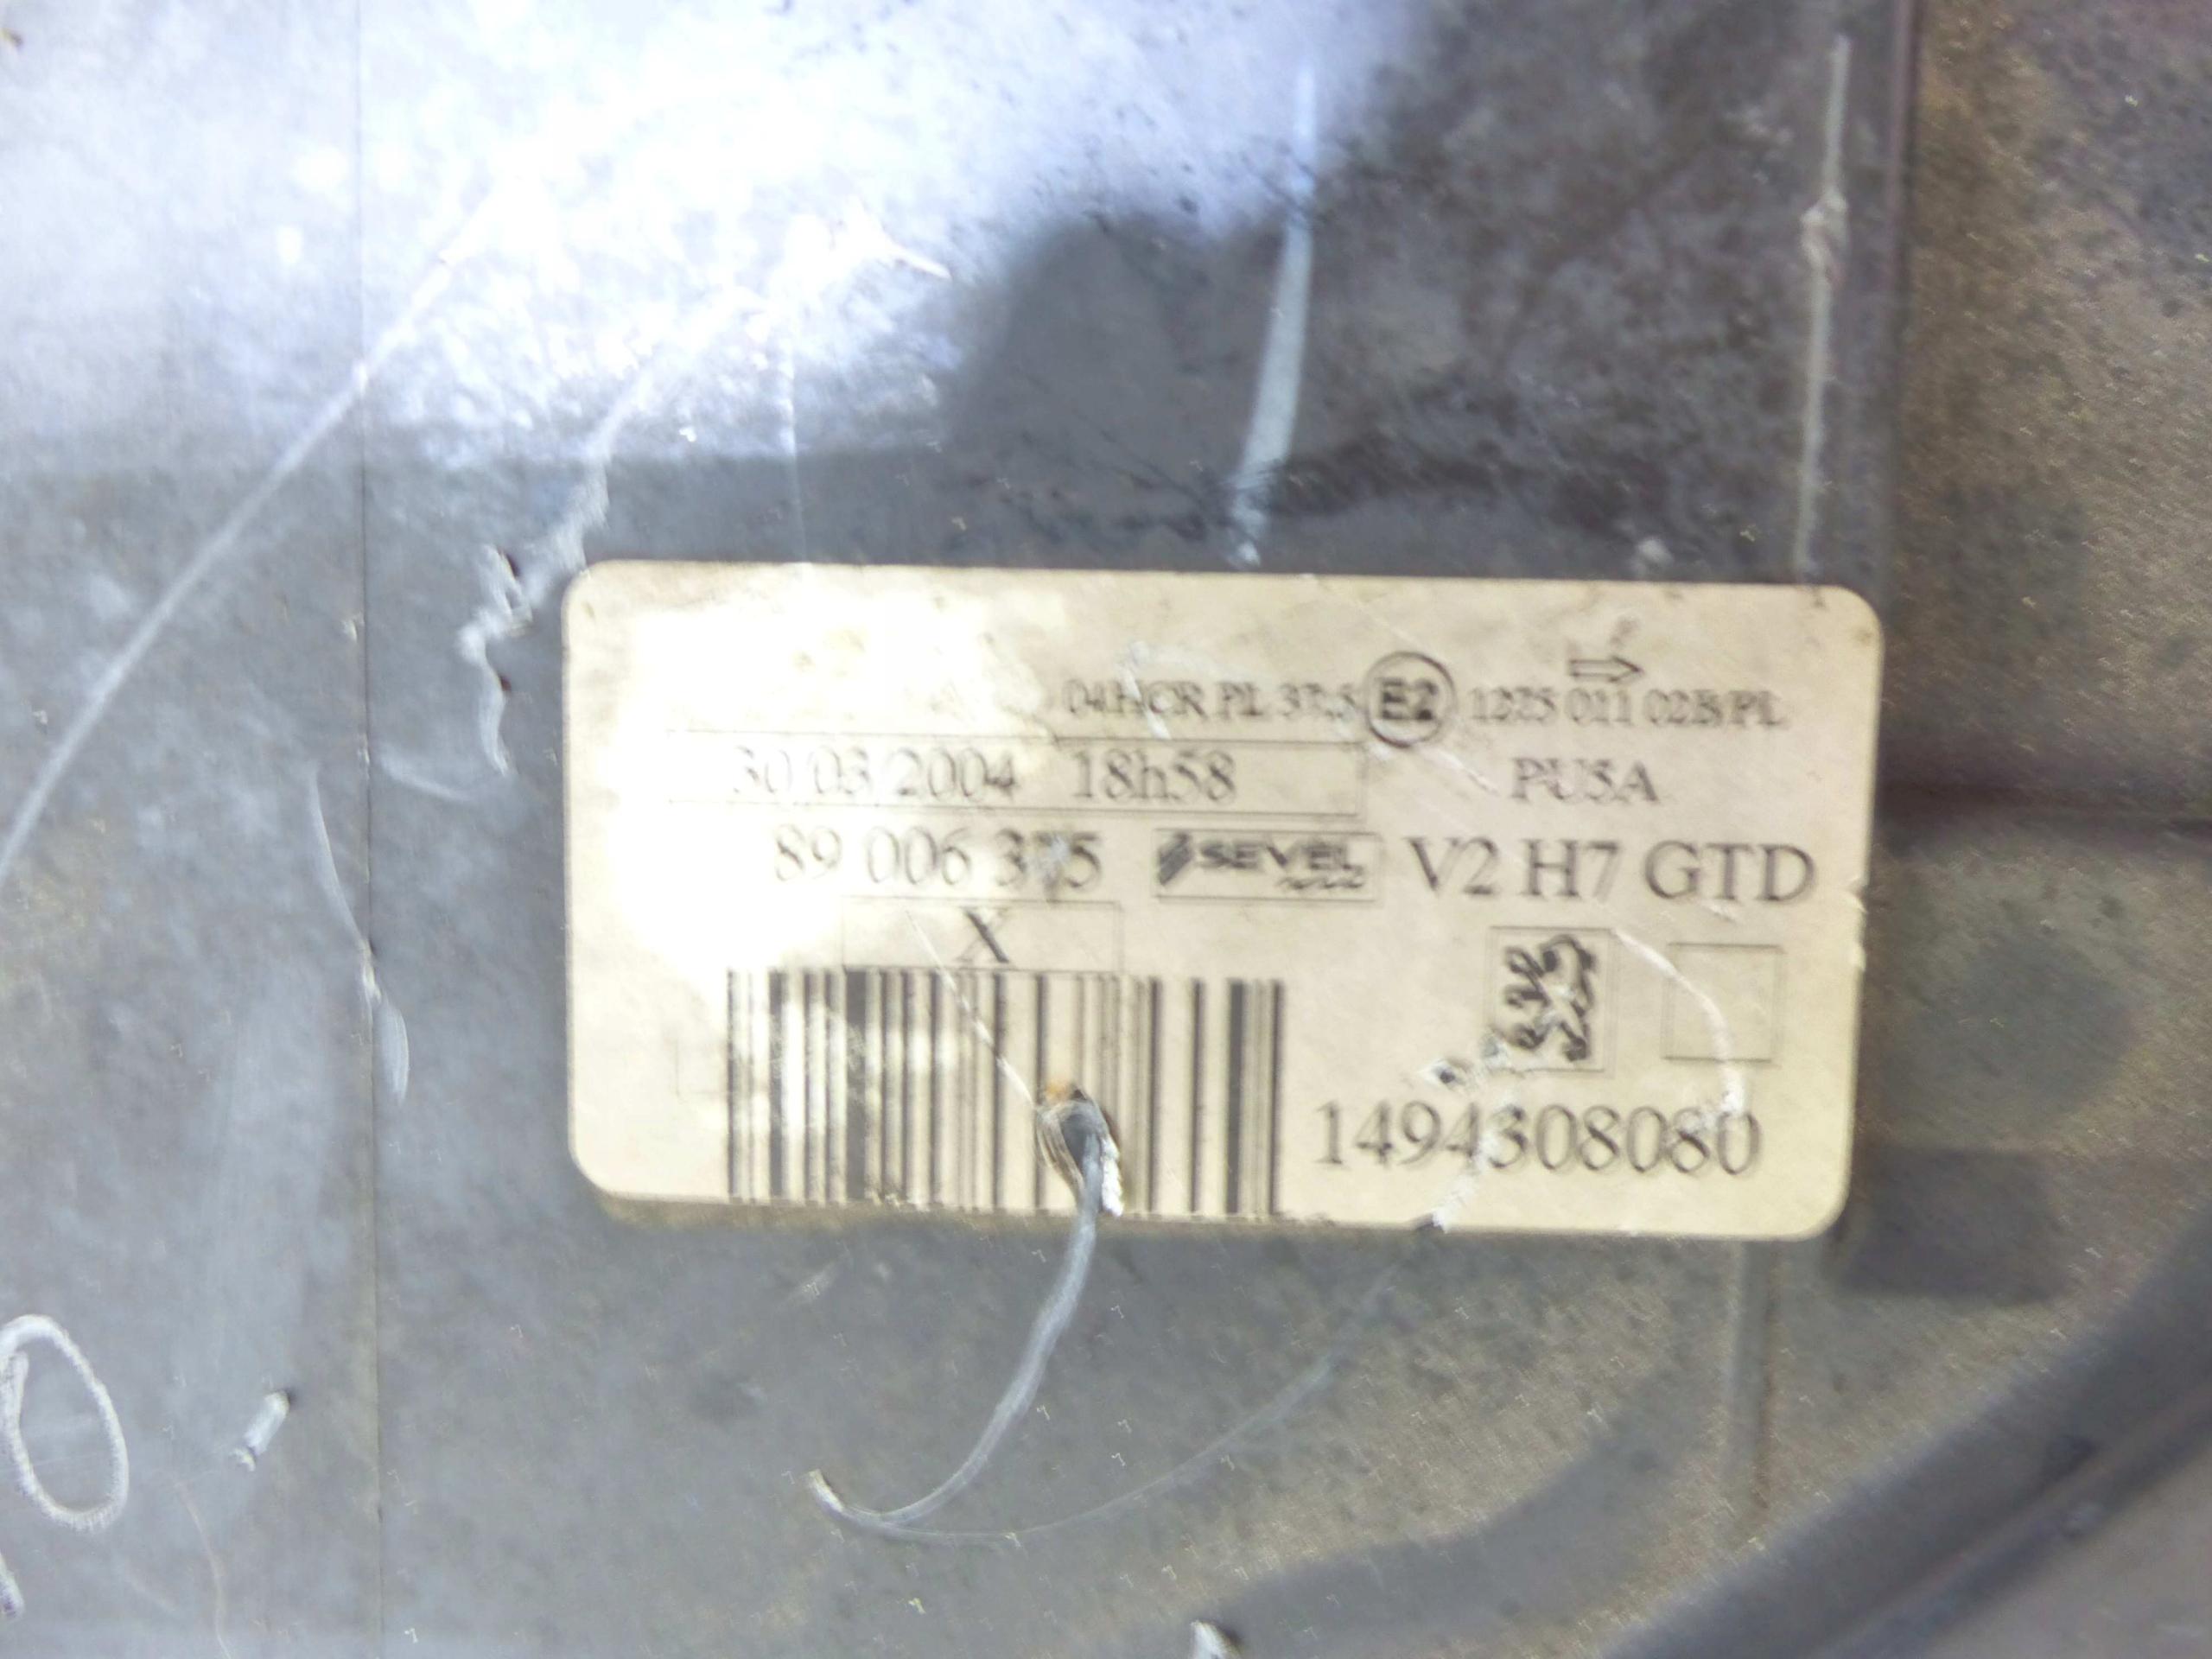 ⇨
04HCR PL 37.5 E2 1225 011 02B PL
30/03/2004 18h58 PU5A
89 006 375 SEVEL V2 H7 GTD
X
1494308080
0